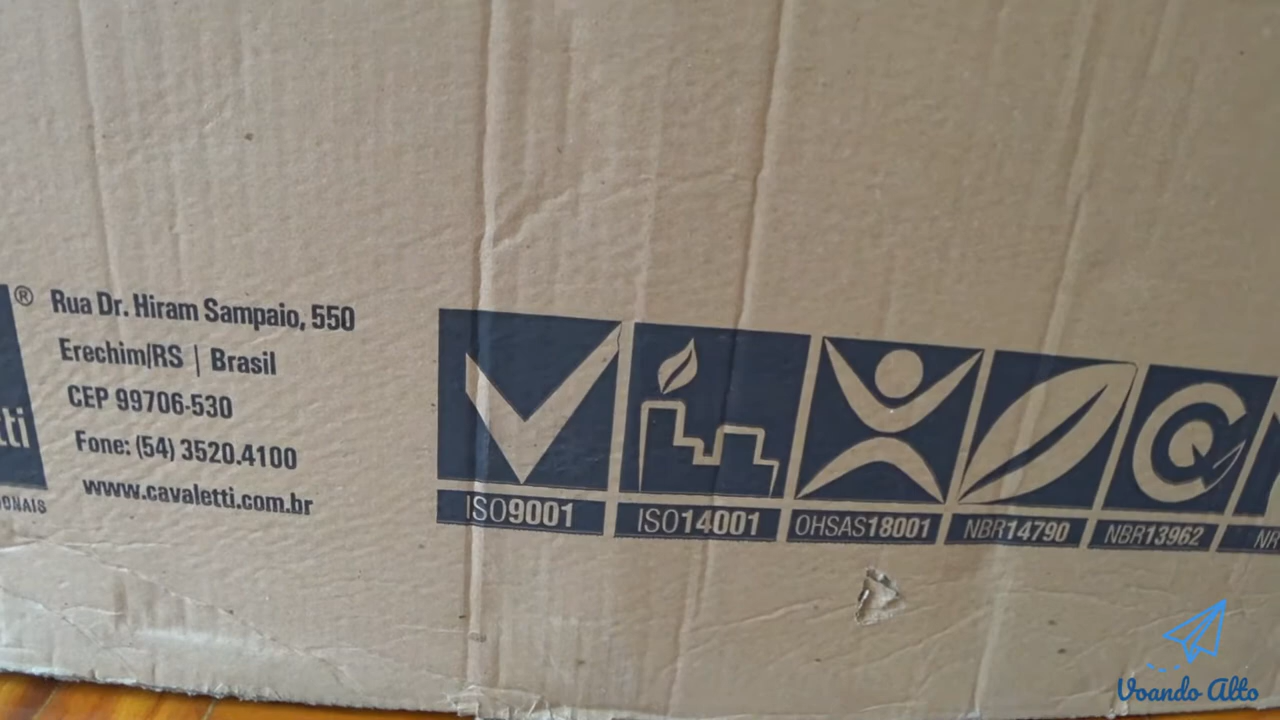 ®
Rua Dr. Hiram Sampaio, 550
Erechim/RS | Brasil
CEP 99706-530
Fone: (54) 3520.4100
www.cavaletti.com.br
ISO9001
ISO14001
OHSAS18001
NBR14790
NBR13962
Voando Alto